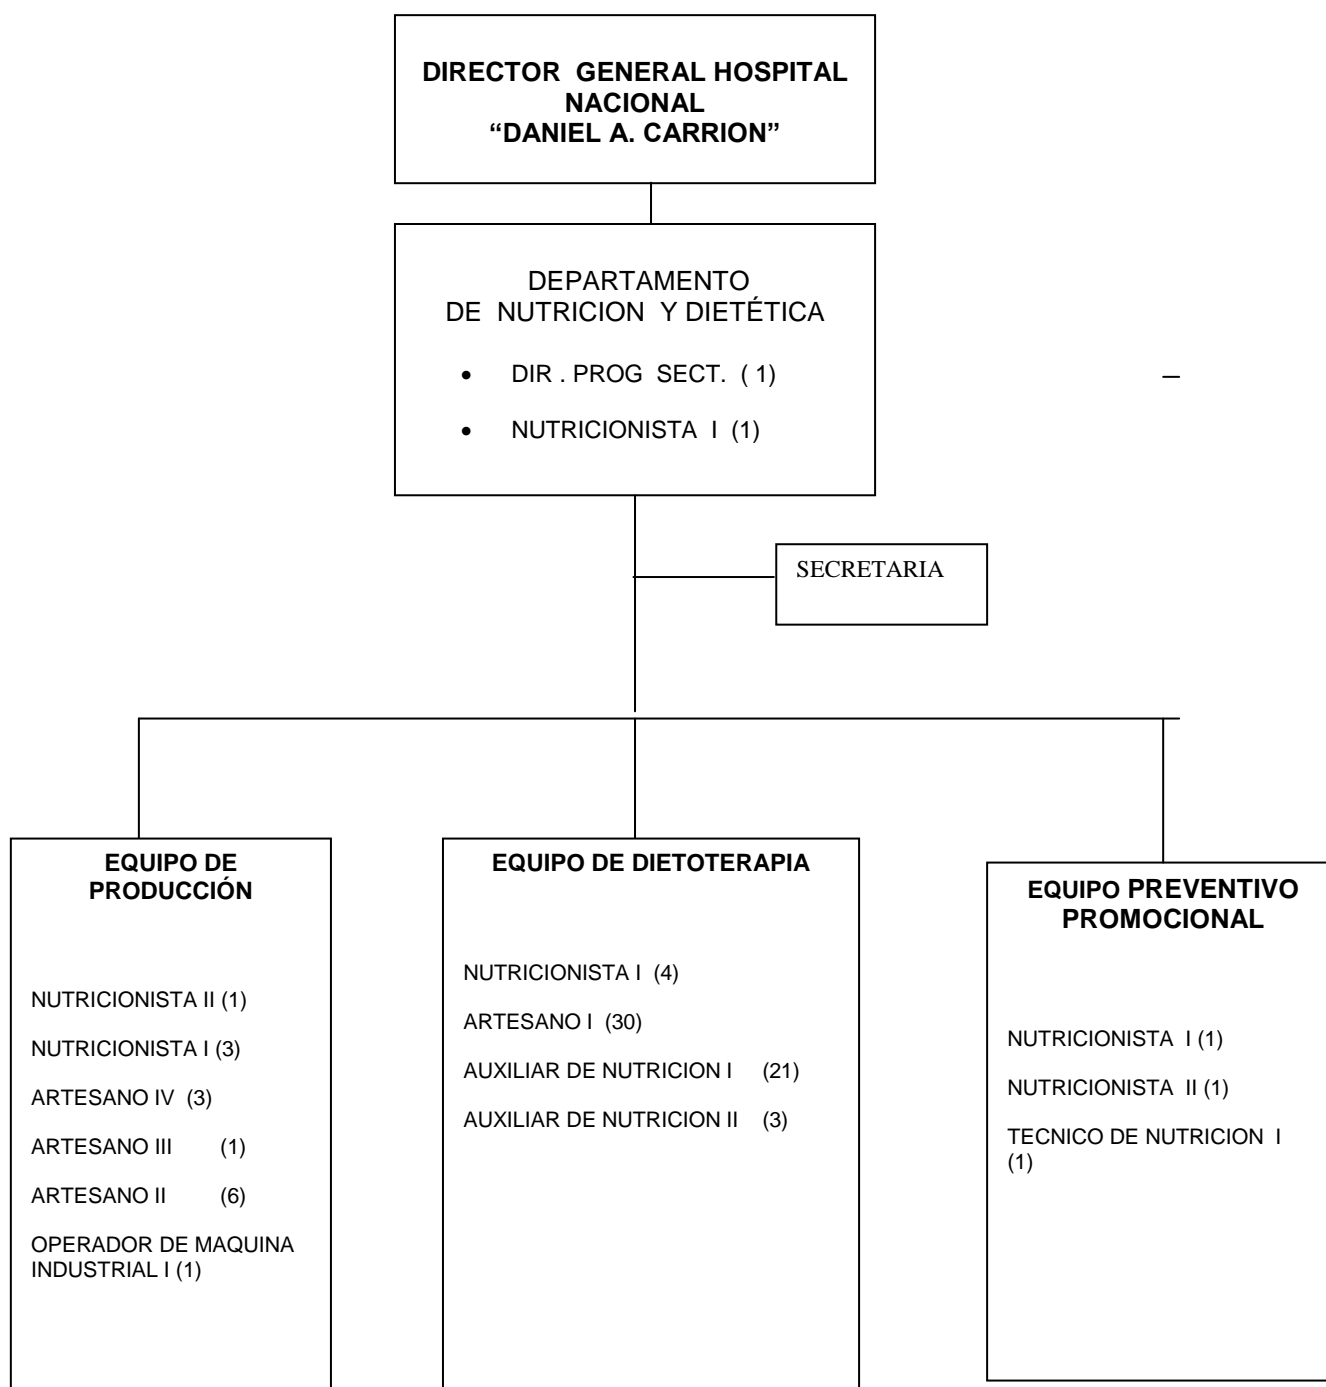 DIRECTOR GENERAL HOSPITAL
NACIONAL
“DANIEL A. CARRION”
DEPARTAMENTO
DE NUTRICION Y DIETÉTICA
• DIR . PROG SECT. ( 1)
• NUTRICIONISTA I (1)
SECRETARIA
EQUIPO DE
PRODUCCIÓN
NUTRICIONISTA II (1)
NUTRICIONISTA I (3)
ARTESANO IV (3)
ARTESANO III (1)
ARTESANO II (6)
OPERADOR DE MAQUINA
INDUSTRIAL I (1)
EQUIPO DE DIETOTERAPIA
NUTRICIONISTA I (4)
ARTESANO I (30)
AUXILIAR DE NUTRICION I (21)
AUXILIAR DE NUTRICION II (3)
EQUIPO PREVENTIVO
PROMOCIONAL
NUTRICIONISTA I (1)
NUTRICIONISTA II (1)
TECNICO DE NUTRICION I
(1)